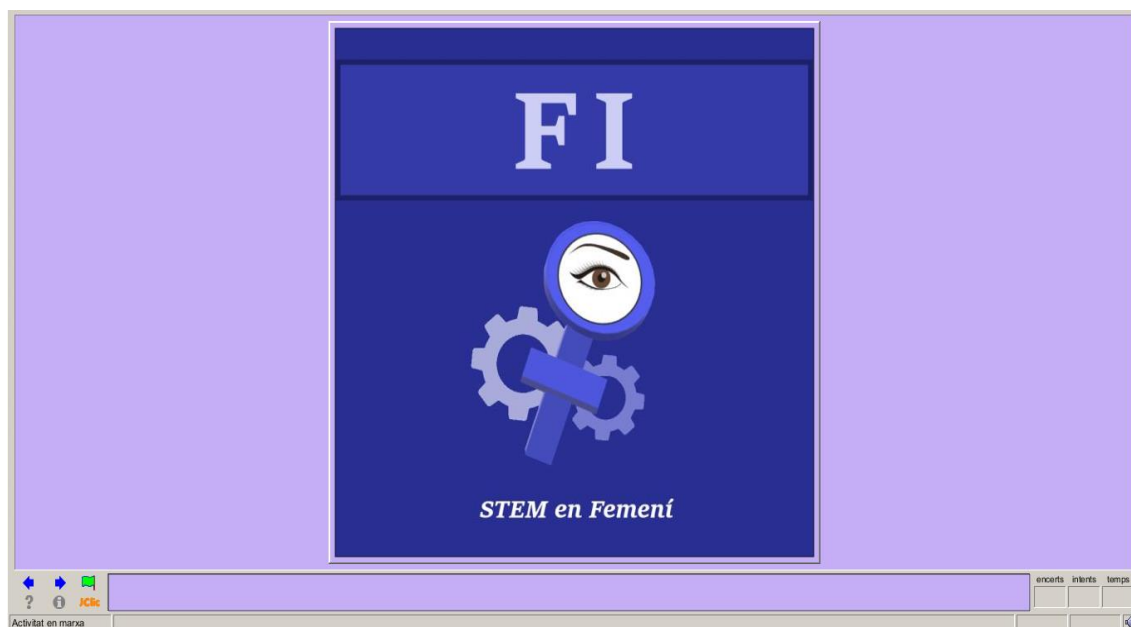 FI
STEM en Femení
encerts intents temps
? i JClic
Activitat en marxa